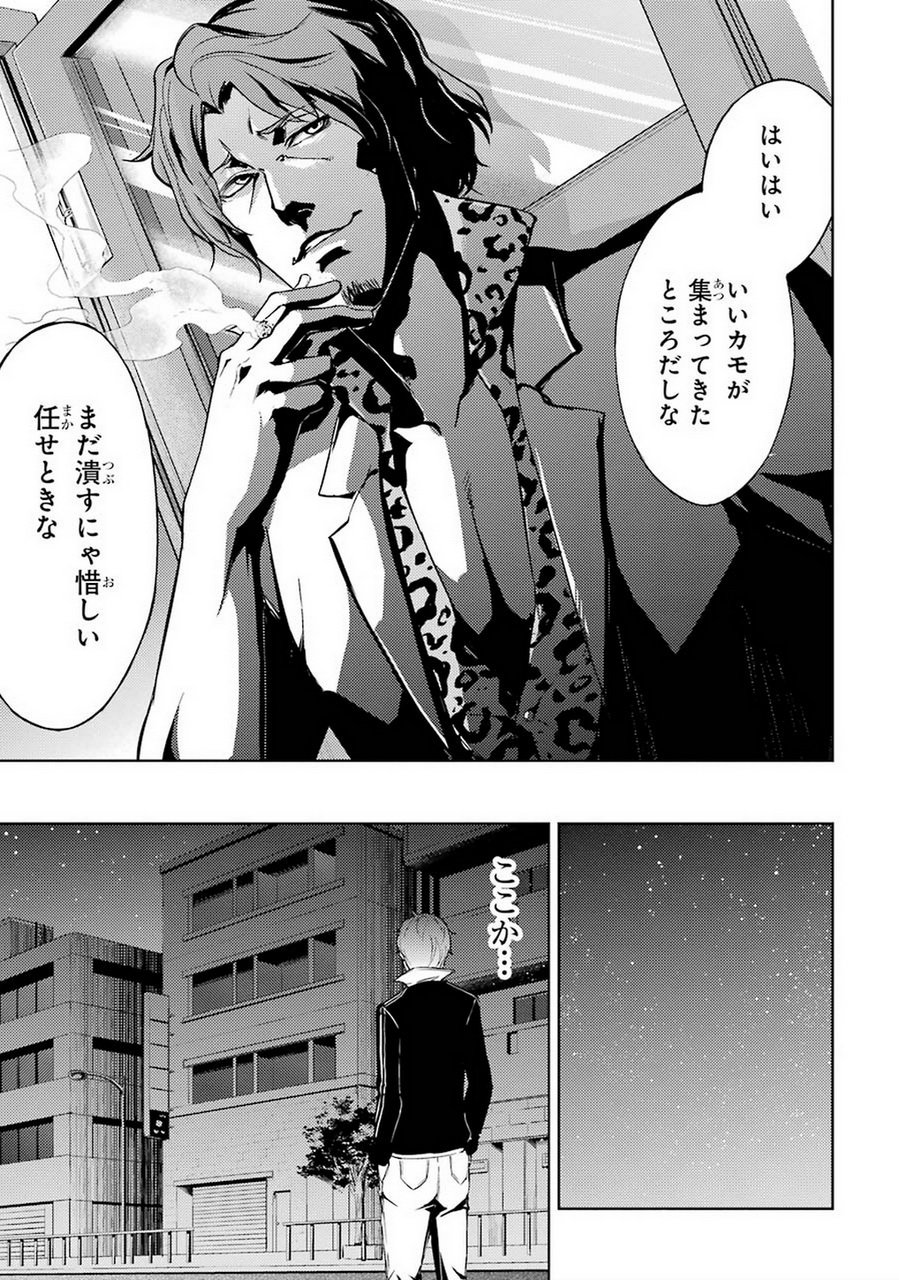 はいはい
いいカモが
集まってきた
ところだしな
まだ潰すにゃ惜しい
任せときな
ここか…